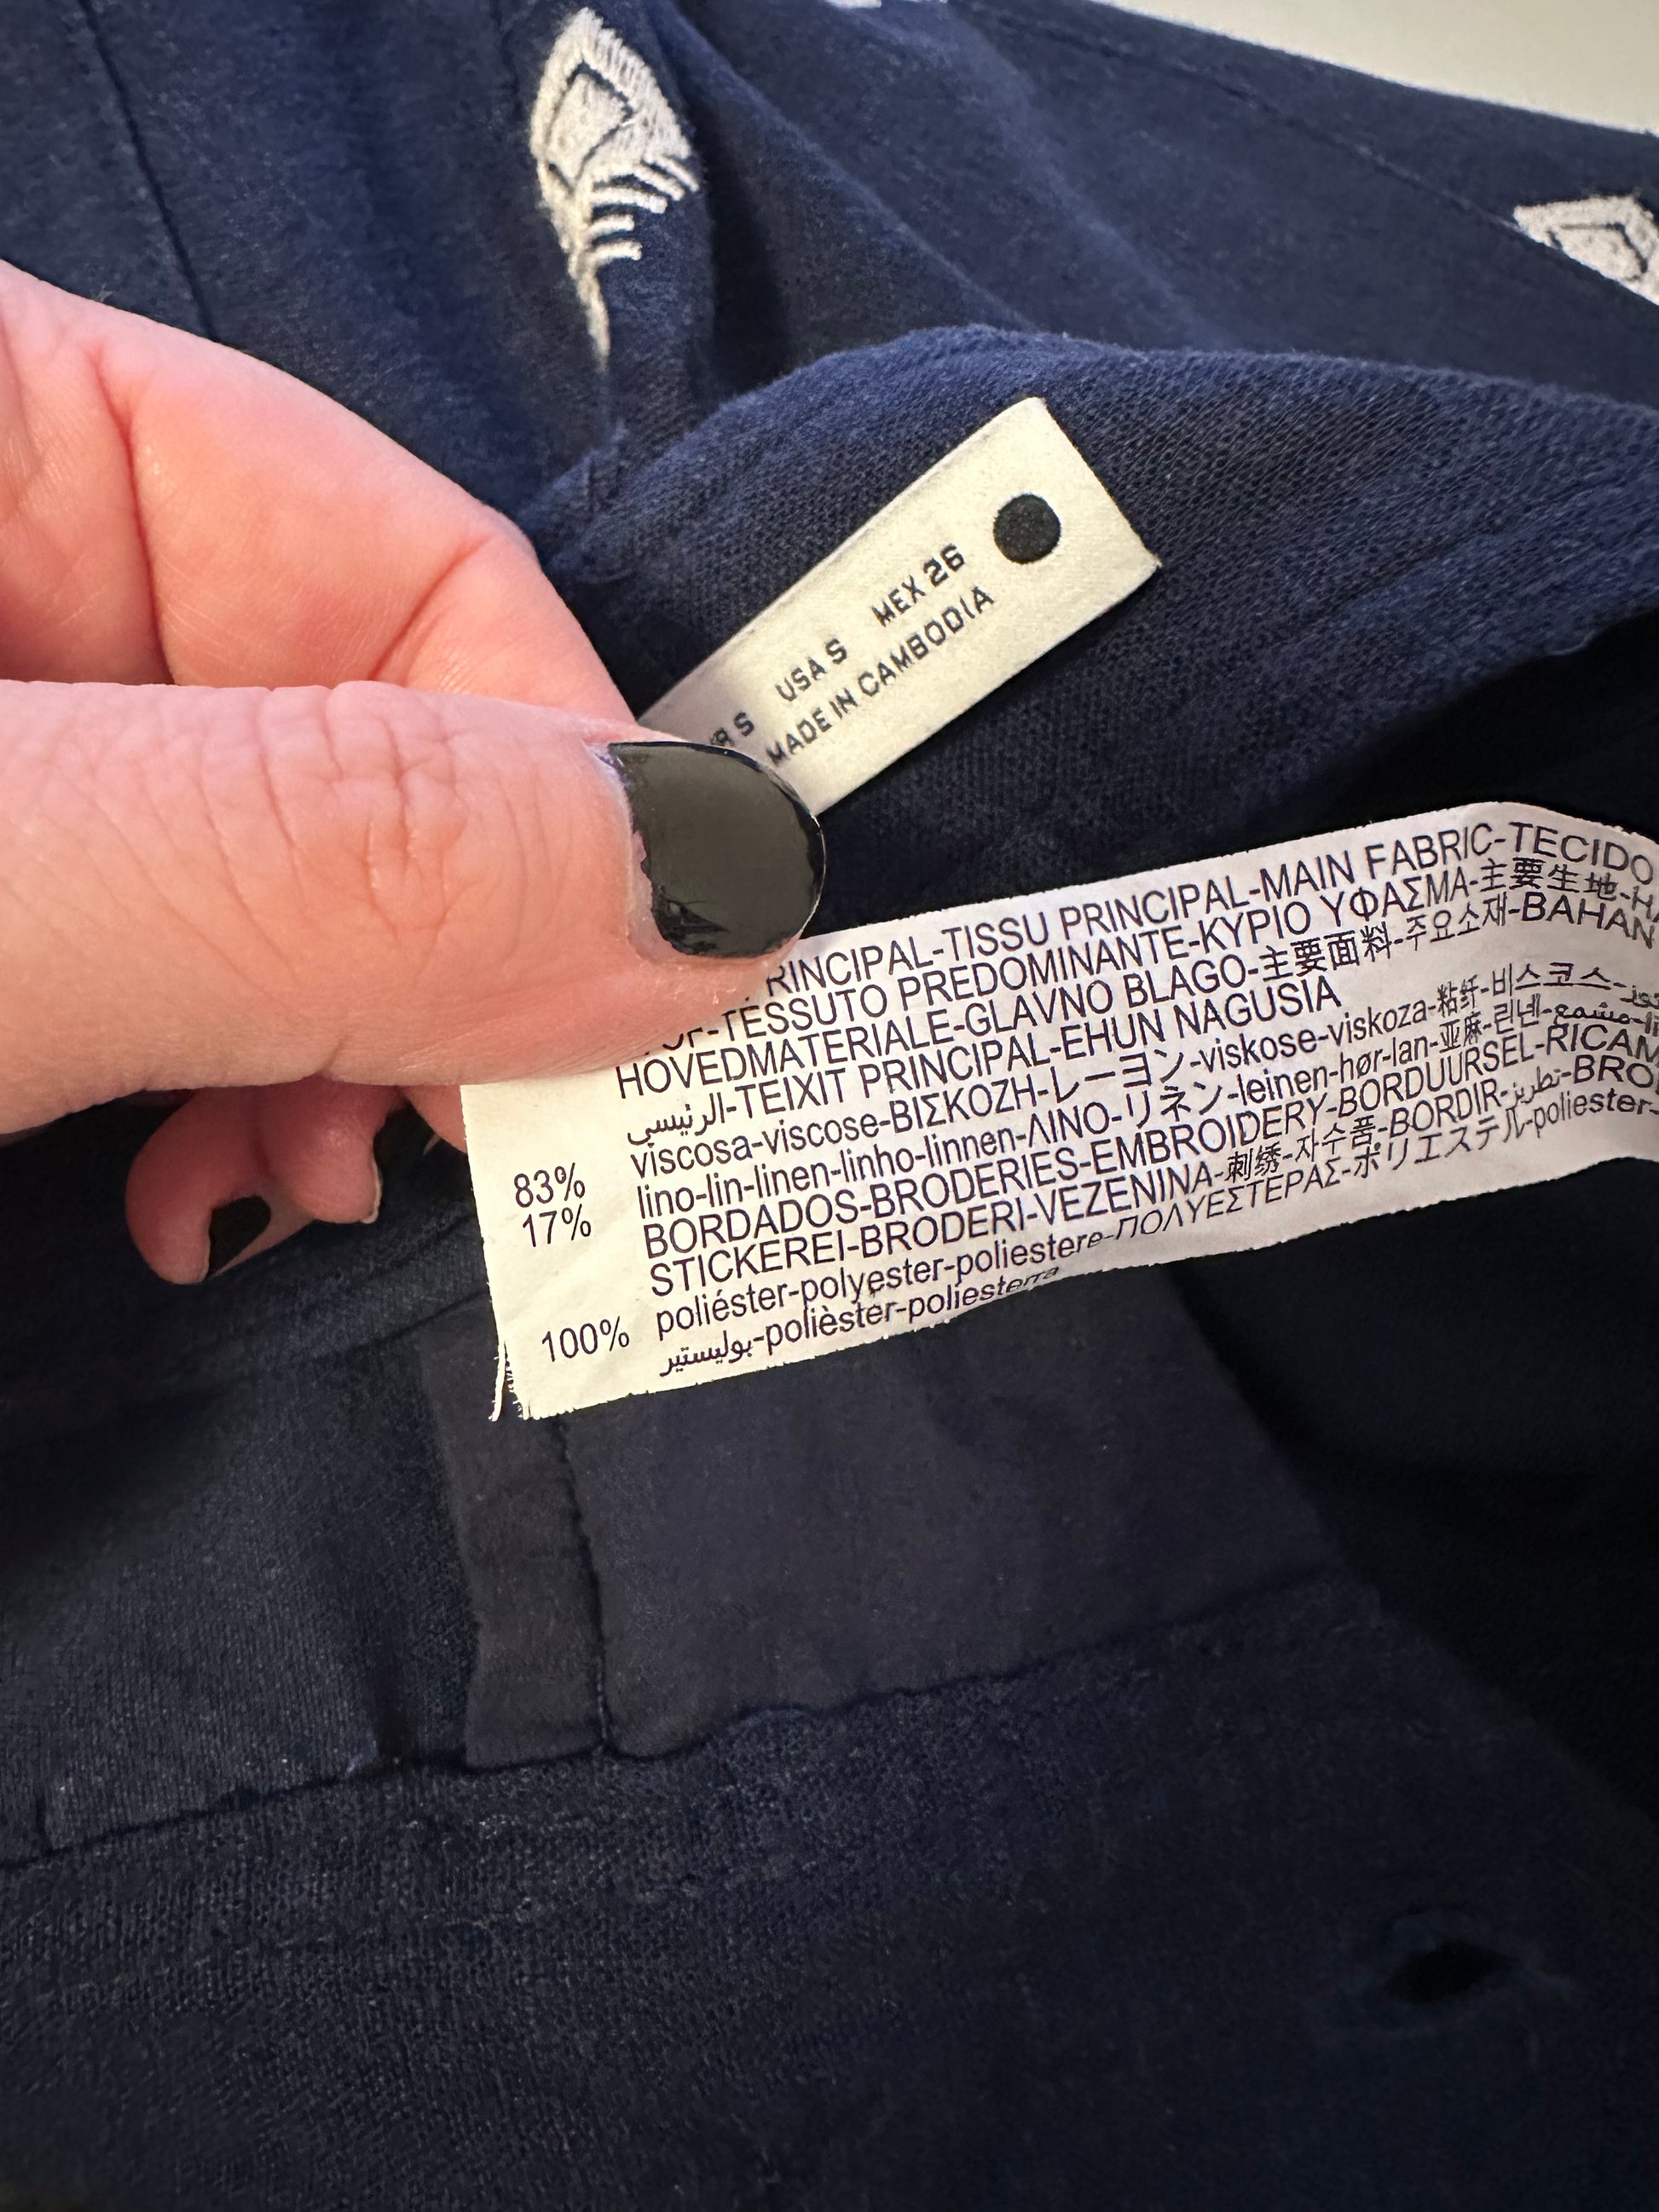 USA S MEX 26
MADE IN CAMBODIA
PRINCIPAL-TISSU PRINCIPAL-MAIN FABRIC-TECIDO
TESSUTO PREDOMINANTE-ΚΥΡΙΟ ΥΦΑΣΜΑ-主要生地-
HOVEDMATERIALE-GLAVNO BLAGO-主要面料-주요소재-BAHAN
الرئيسي-TEIXIT PRINCIPAL-EHUN NAGUSIA
83% viscosa-viscose-ΒΙΣΚΟΖΗ-レーヨン-viskose-viskoza-粘纤-비스코스-
17% lino-lin-linen-linho-linnen-ΛΙΝΟ-リネン-leinen-hør-lan-亚麻-린넨-
BORDADOS-BRODERIES-EMBROIDERY-BORDUURSEL-RICAM
STICKEREI-BRODERI-VEZENINA-刺绣-자수품-BORDIR-تطريز-BRO
100% poliéster-polyester-poliestere-ΠΟΛΥΕΣΤΕΡΑΣ-ポリエステル-poliester-
بوليستير-polièster-poliesterra